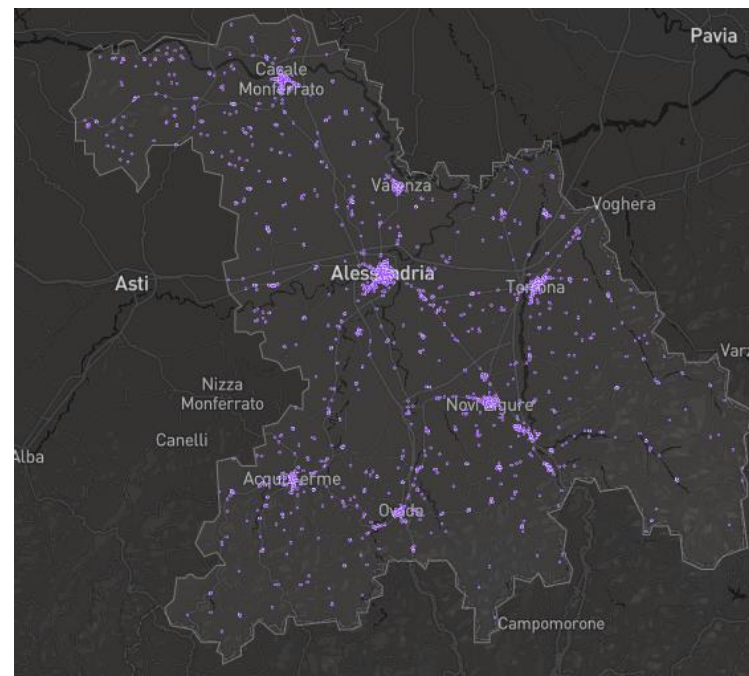 Pavia
Casale
Monferrato
Valenza
Voghera
Alessandria
Asti
Tortona
Varz
Nizza
Monferrato
Novi Ligure
Canelli
Alba
Acqui Terme
Ovada
Campomorone